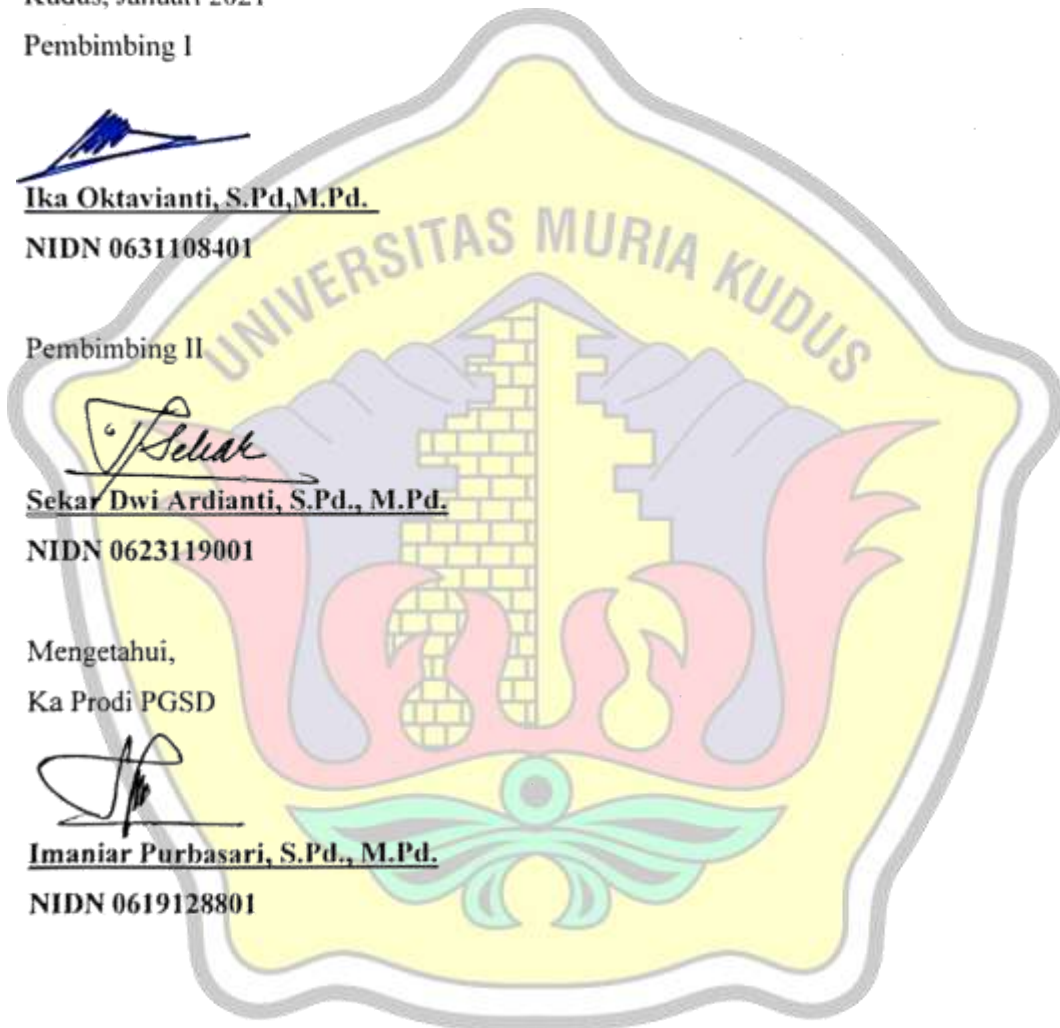 Kudus, Januari 2021
Pembimbing I
Ika Oktavianti, S.Pd,M.Pd.
NIDN 0631108401
UNIVERSITAS MURIA KUDUS
Pembimbing II
Sekar
Sekar Dwi Ardianti, S.Pd., M.Pd.
NIDN 0623119001
Mengetahui,
Ka Prodi PGSD
Imaniar Purbasari, S.Pd., M.Pd.
NIDN 0619128801